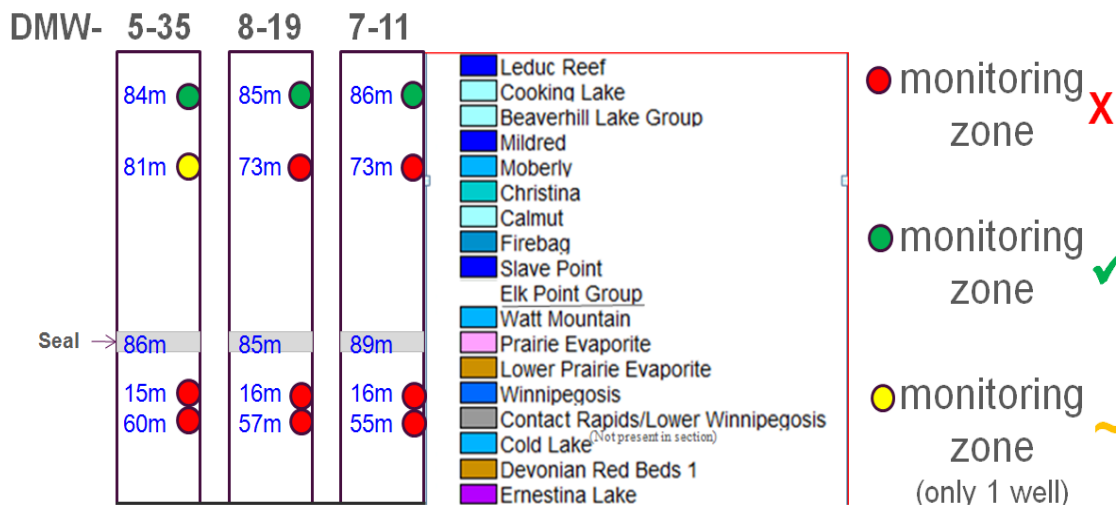 DMW- 5-35 8-19 7-11
84m 85m 86m
81m 73m 73m
Seal 86m 85m 89m
15m 16m 16m
60m 57m 55m
Leduc Reef
Cooking Lake
Beaverhill Lake Group
Mildred
Moberly
Christina
Calmut
Firebag
Slave Point
Elk Point Group
Watt Mountain
Prairie Evaporite
Lower Prairie Evaporite
Winnipegosis
Contact Rapids/Lower Winnipegosis
Cold Lake (Not present in section)
Devonian Red Beds 1
Ernestina Lake
monitoring
zone X
monitoring
zone ✓
monitoring
zone ~
(only 1 well)